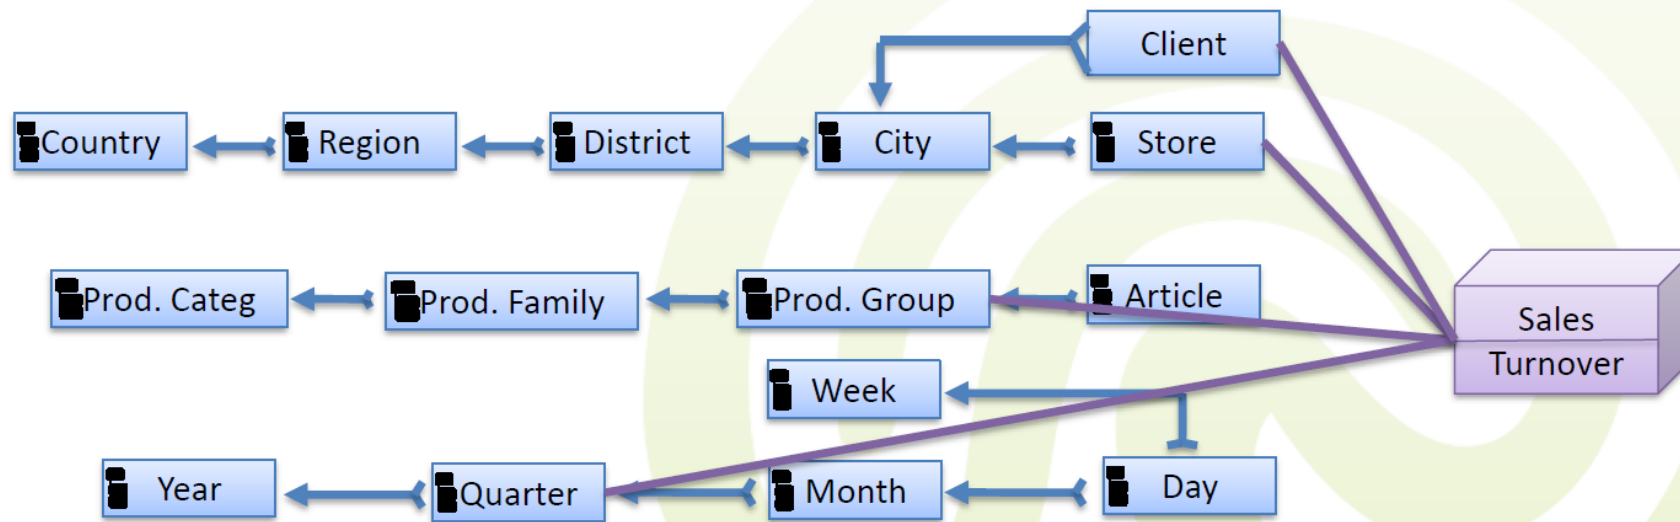 Client
Country
Region
District
City
Store
Prod. Categ
Prod. Family
Prod. Group
Article
Sales
Turnover
Week
Year
Quarter
Month
Day